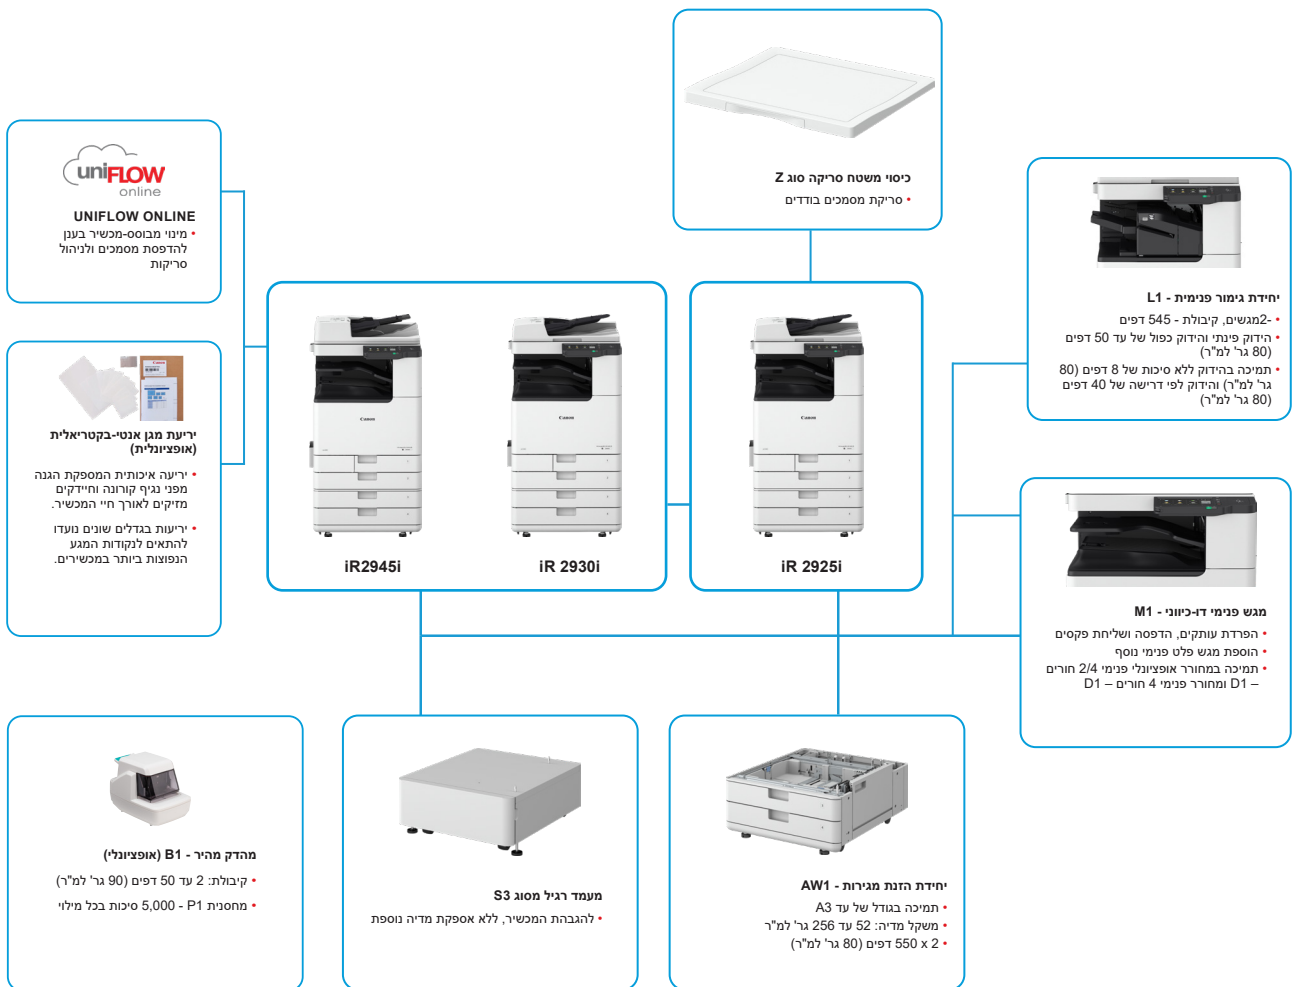 כיסוי משטח סריקה סוג Z
• סריקת מסמכים בודדים
uniFLOW
online
UNIFLOW ONLINE
• מינוי מבוסס-מכשיר בענן
להדפסת מסמכים ולניהול
סריקות
יחידת גימור פנימית - L1
• -2מגשים, קיבולת - 545 דפים
• הידוק פינתי והידוק כפול של עד 50 דפים
(80 גר' למ"ר)
• תמיכה בהידוק ללא סיכות של 8 דפים (80
גר' למ"ר) והידוק לפי דרישה של 40 דפים
(80 גר' למ"ר)
יריעת מגן אנטי-בקטריאלית
(אופציונלית)
• יריעה איכותית המספקת הגנה
מפני נגיף קורונה וחיידקים
מזיקים לאורך חיי המכשיר.
• יריעות בגדלים שונים נועדו
להתאים לנקודות המגע
הנפוצות ביותר במכשירים.
Canon
Canon
Canon
iR2945i
iR 2930i
iR 2925i
מגש פנימי דו-כיווני - M1
• הפרדת עותקים, הדפסה ושליחת פקסים
• הוספת מגש פלט פנימי נוסף
• תמיכה במחורר אופציונלי פנימי 2/4 חורים
– D1 ומחורר פנימי 4 חורים – D1
מהדק מהיר - B1 (אופציונלי)
• קיבולת: 2 עד 50 דפים (90 גר' למ"ר)
• מחסנית P1 - 5,000 סיכות בכל מילוי
מעמד רגיל מסוג S3
• להגבהת המכשיר, ללא אספקת מדיה נוספת
יחידת הזנת מגירות - AW1
• תמיכה בגודל של עד A3
• משקל מדיה: 52 עד 256 גר' למ"ר
• 550 x 2 דפים (80 גר' למ"ר)